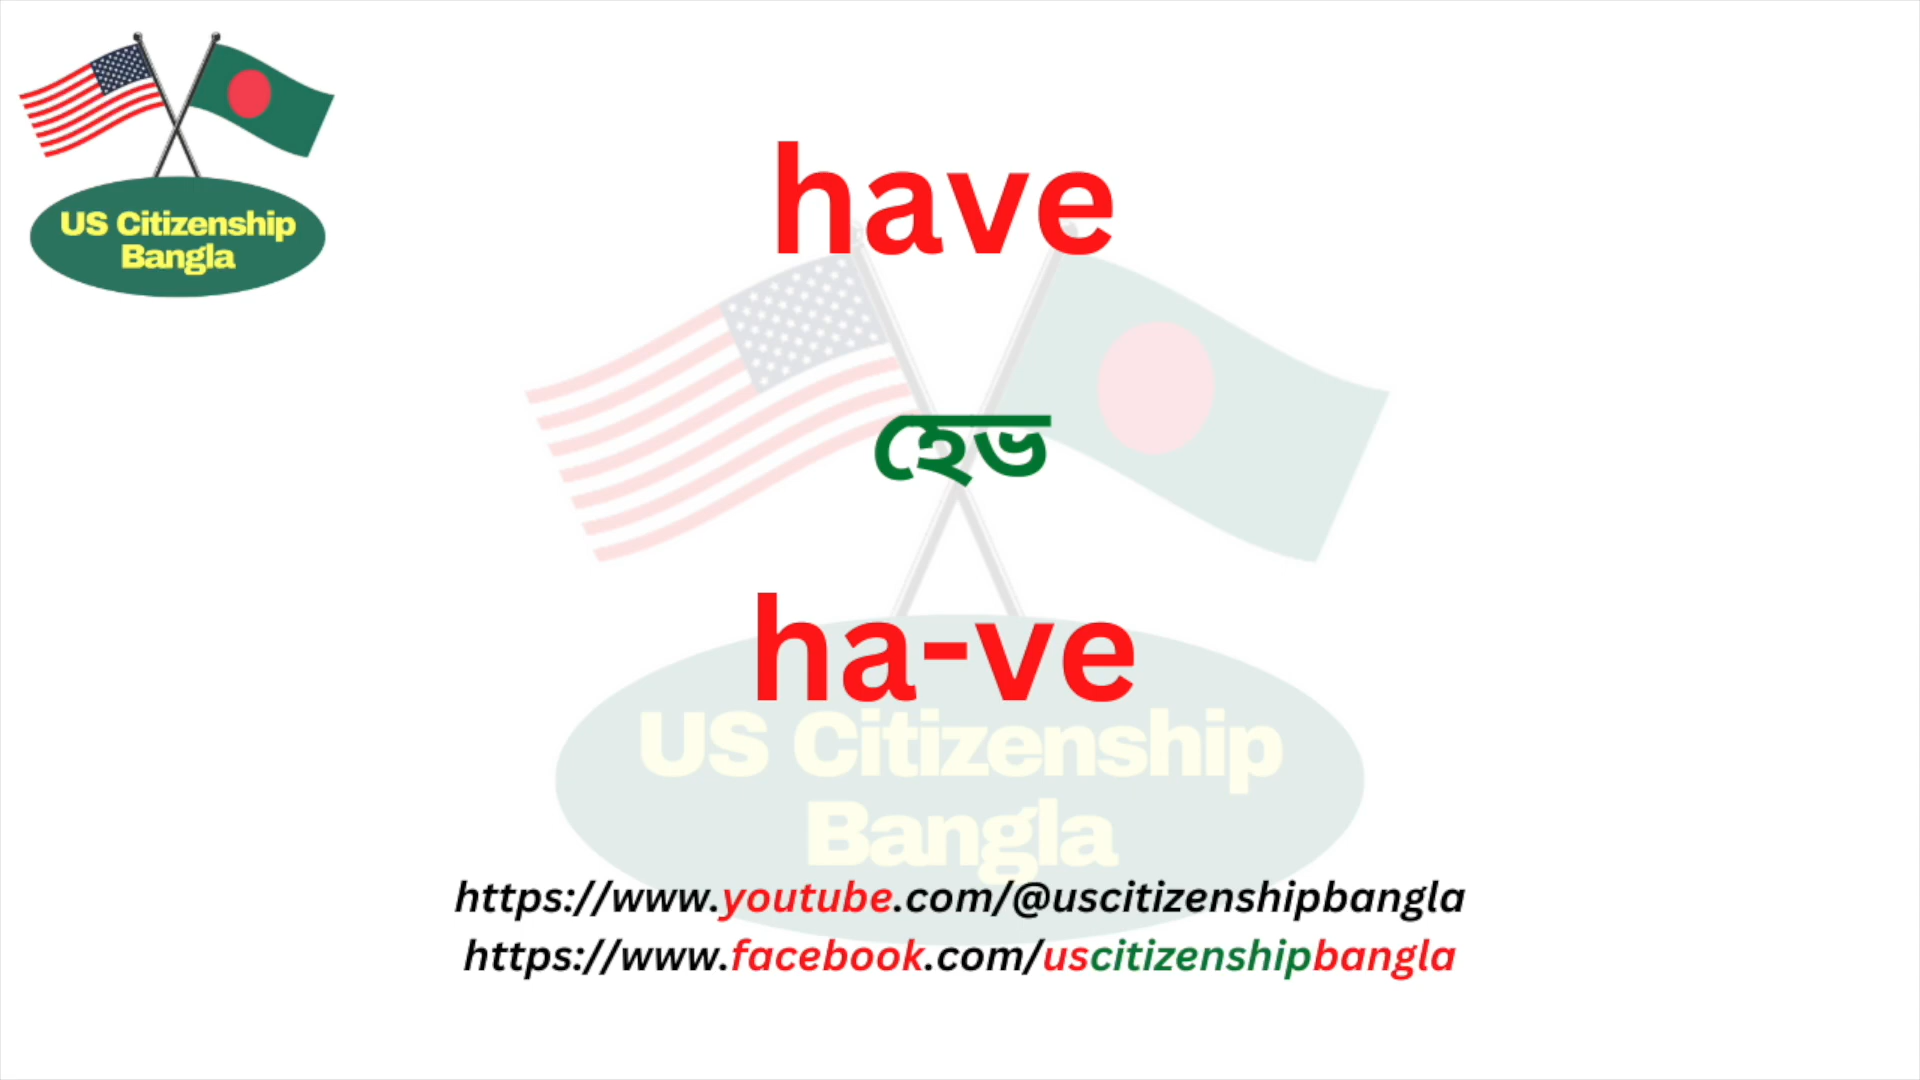 US Citizenship
Bangla
have
হেভ
ha-ve
US Citizenship
Bangla
https://www.youtube.com/@uscitizenshipbangla
https://www.facebook.com/uscitizenshipbangla